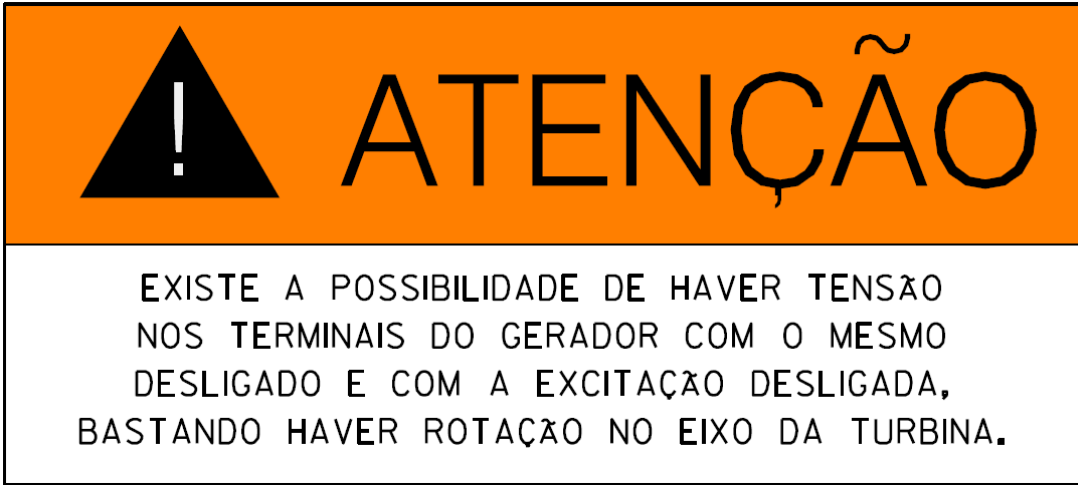 ! ATENÇÃO
EXISTE A POSSIBILIDADE DE HAVER TENSÃO
NOS TERMINAIS DO GERADOR COM O MESMO
DESLIGADO E COM A EXCITAÇÃO DESLIGADA,
BASTANDO HAVER ROTAÇÃO NO EIXO DA TURBINA.